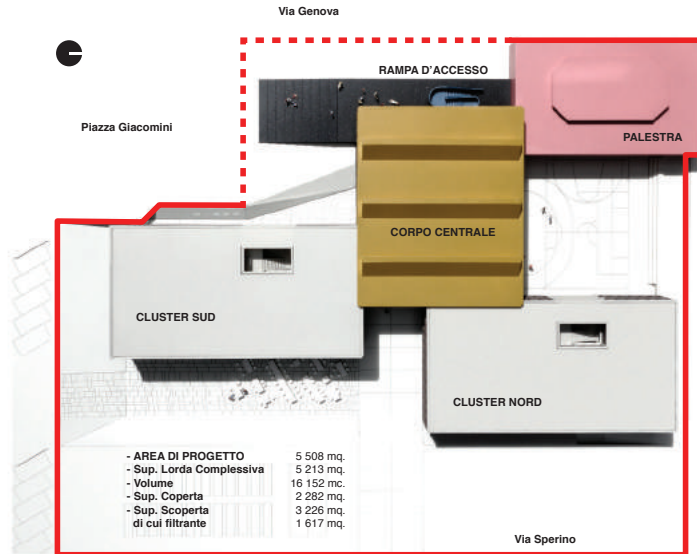 Via Genova
RAMPA D'ACCESSO
Piazza Giacomini
PALESTRA
CORPO CENTRALE
CLUSTER SUD
CLUSTER NORD
- AREA DI PROGETTO 5 508 mq.
- Sup. Lorda Complessiva 5 213 mq.
- Volume 16 152 mc.
- Sup. Coperta 2 282 mq.
- Sup. Scoperta 3 226 mq.
di cui filtrante 1 617 mq.
Via Sperino